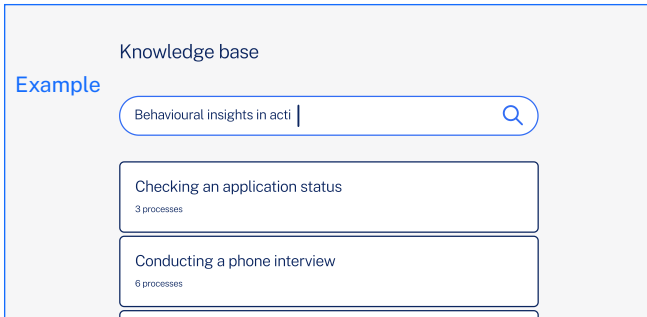 Knowledge base
Example
Behavioural insights in acti
Checking an application status
3 processes
Conducting a phone interview
6 processes